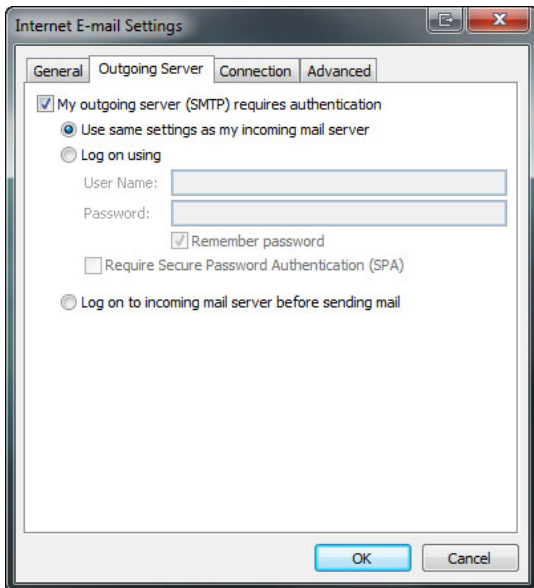 Internet E-mail Settings
General Outgoing Server Connection Advanced
My outgoing server (SMTP) requires authentication
Use same settings as my incoming mail server
Log on using
User Name:
Password:
Remember password
Require Secure Password Authentication (SPA)
Log on to incoming mail server before sending mail
OK Cancel